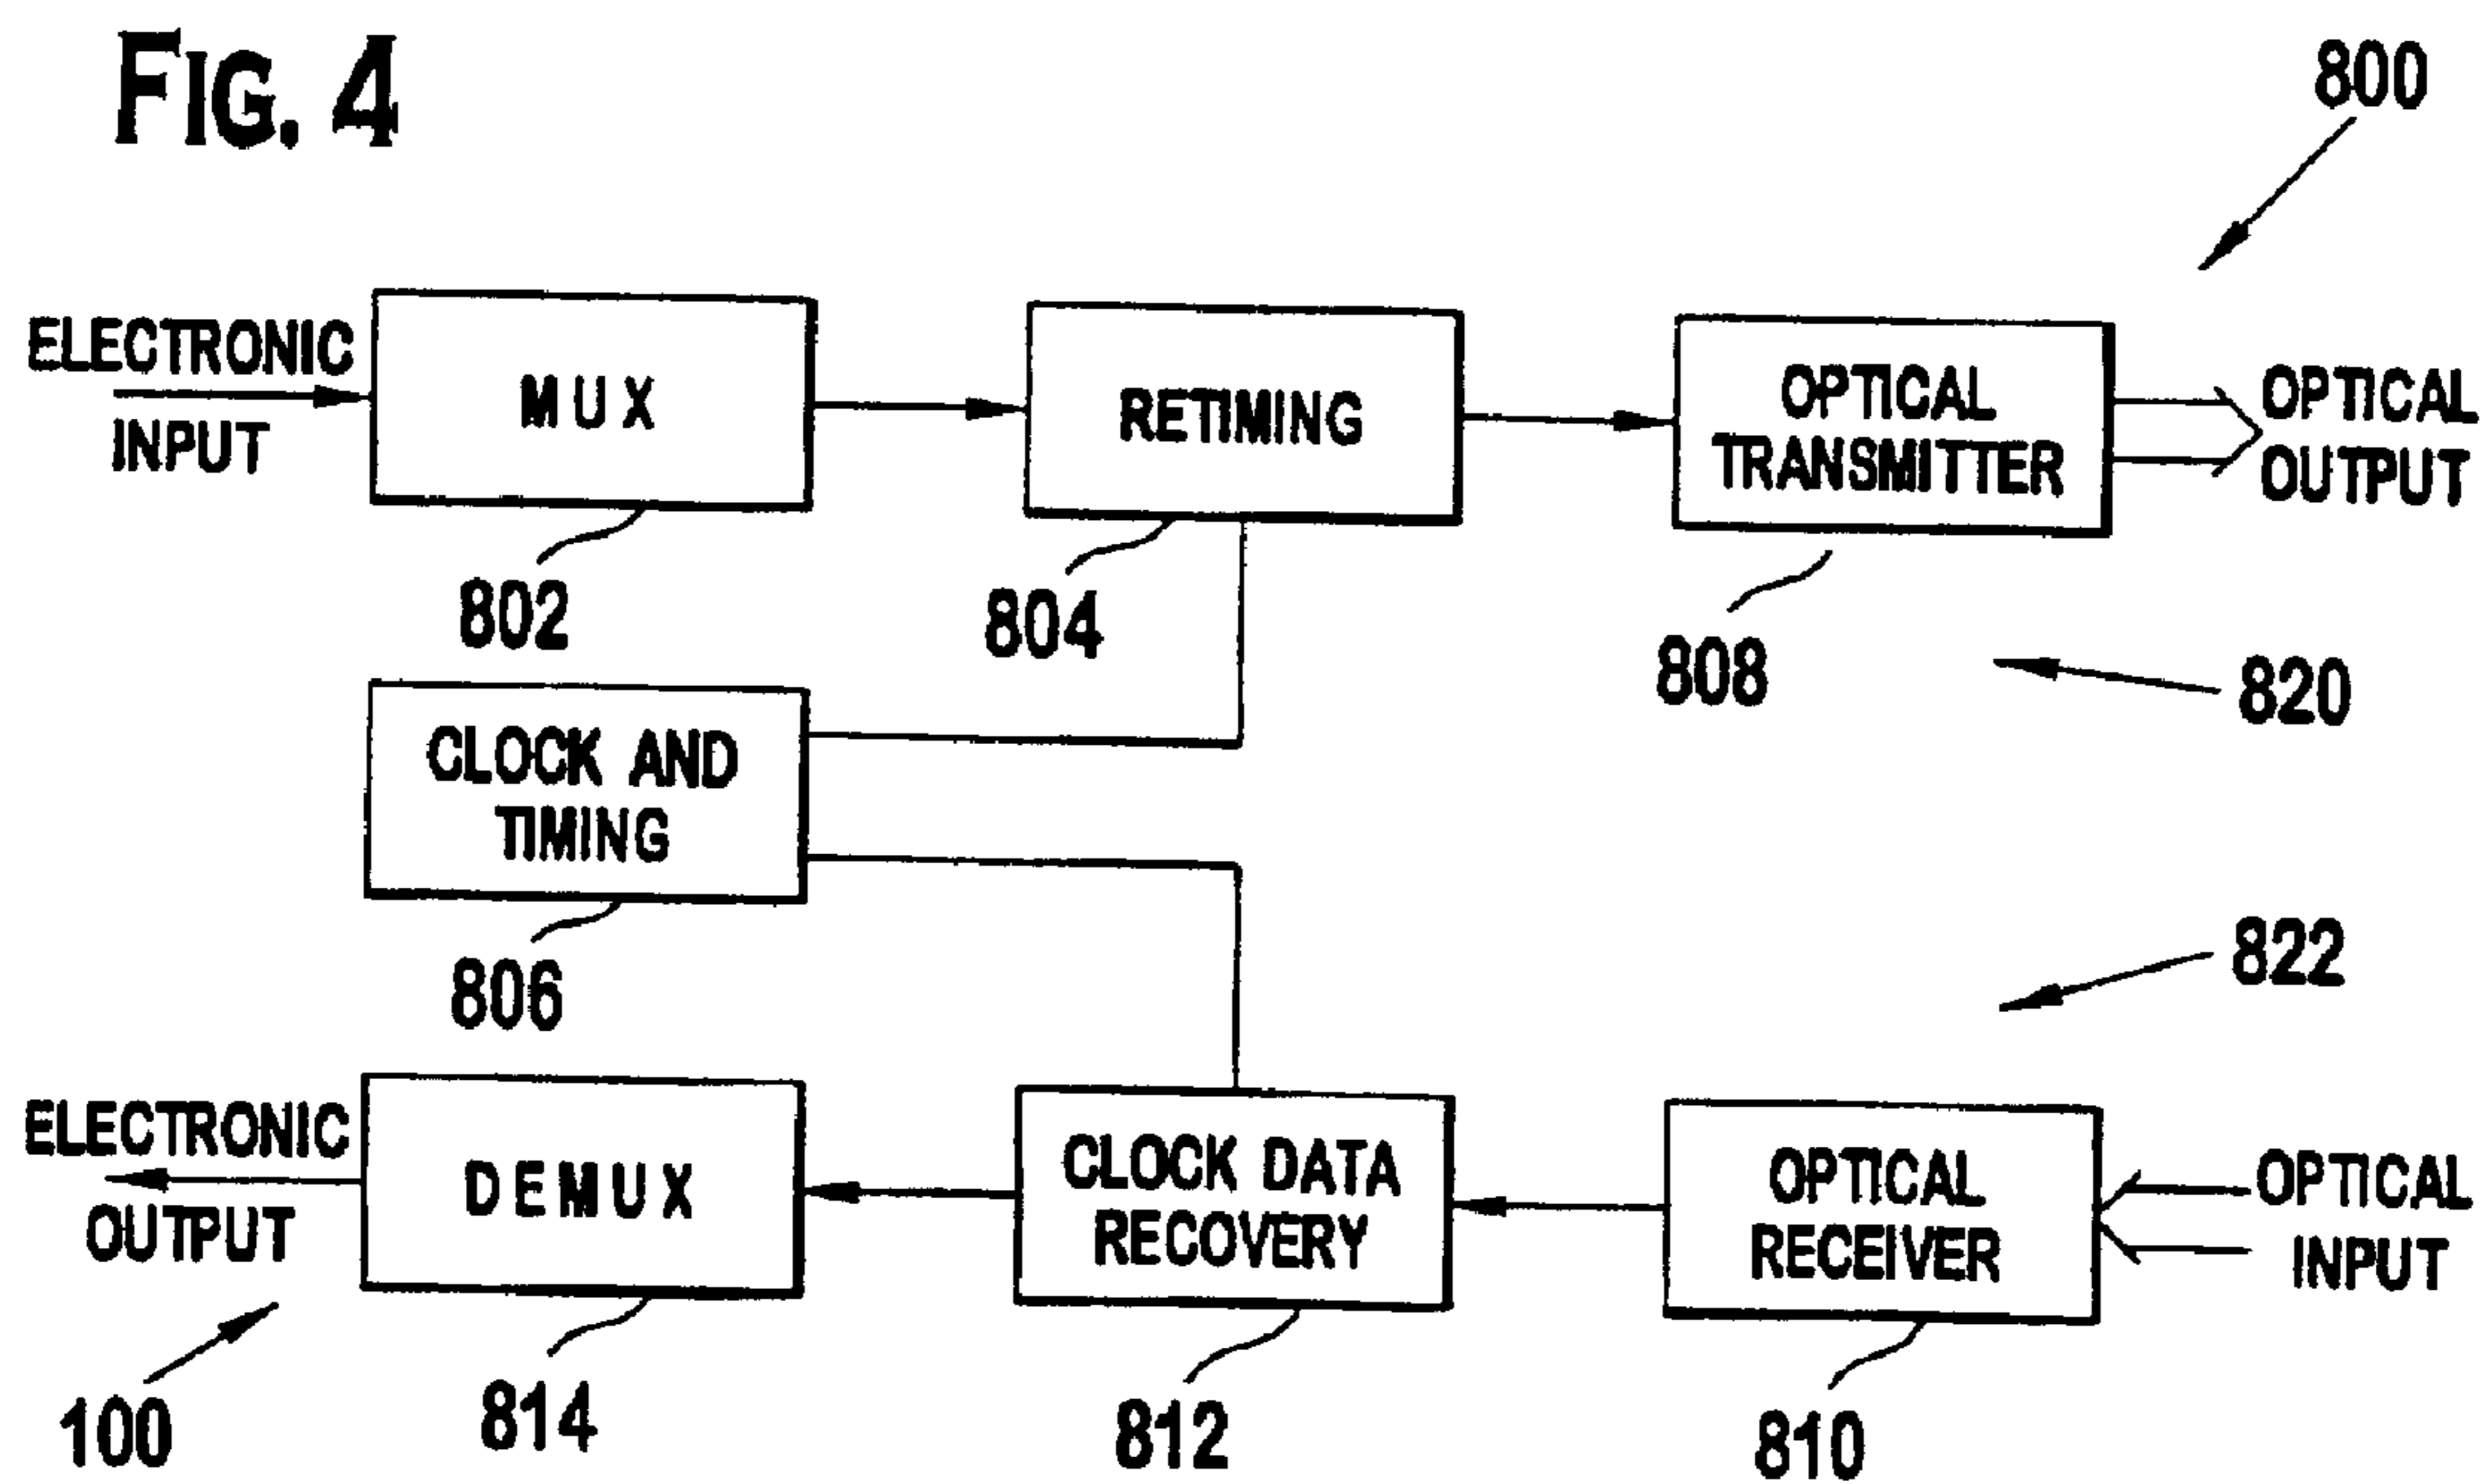 FIG. 4
800
ELECTRONIC
INPUT
MUX
RETIMING
OPTICAL
TRANSMITTER
OPTICAL
OUTPUT
802
804
808
820
CLOCK AND
TIMING
806
822
ELECTRONIC
OUTPUT
DEMUX
CLOCK DATA
RECOVERY
OPTICAL
RECEIVER
OPTICAL
INPUT
100
814
812
810